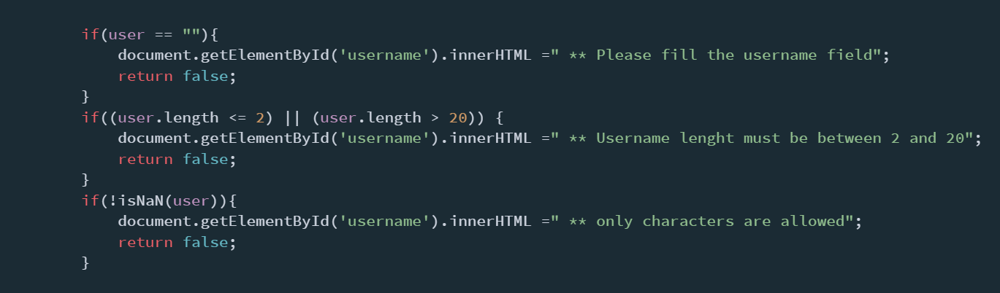 if(user == ""){
document.getElementById('username').innerHTML =" ** Please fill the username field";
return false;
}
if((user.length <= 2) || (user.length > 20)) {
document.getElementById('username').innerHTML =" ** Username lenght must be between 2 and 20";
return false;
}
if(!isNaN(user)){
document.getElementById('username').innerHTML =" ** only characters are allowed";
return false;
}